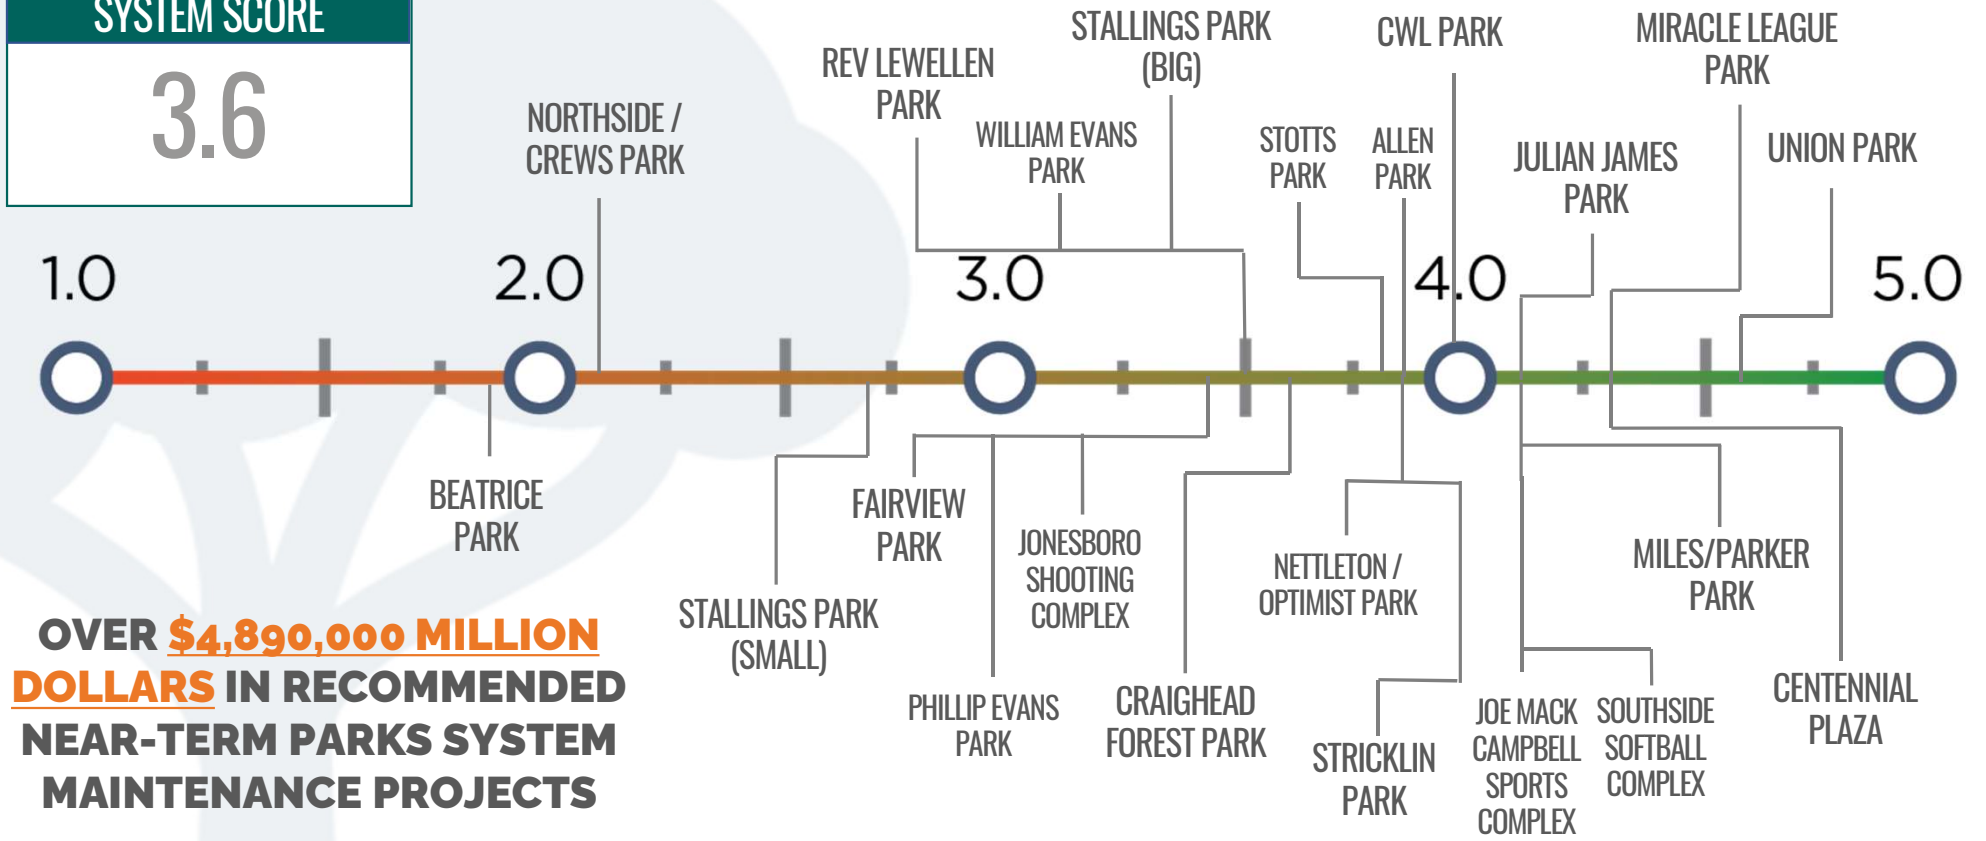 SYSTEM SCORE
3.6
NORTHSIDE /
CREWS PARK
REV LEWELLEN
PARK
WILLIAM EVANS
PARK
STALLINGS PARK
(BIG)
STOTTS
PARK
ALLEN
PARK
CWL PARK
JULIAN JAMES
PARK
MIRACLE LEAGUE
PARK
UNION PARK
1.0
2.0
3.0
4.0
5.0
BEATRICE
PARK
STALLINGS PARK
(SMALL)
FAIRVIEW
PARK
PHILLIP EVANS
PARK
JONESBORO
SHOOTING
COMPLEX
CRAIGHEAD
FOREST PARK
NETTLETON /
OPTIMIST PARK
STRICKLIN
PARK
JOE MACK
CAMPBELL
SPORTS
COMPLEX
SOUTHSIDE
SOFTBALL
COMPLEX
MILES/PARKER
PARK
CENTENNIAL
PLAZA
OVER $4,890,000 MILLION
DOLLARS IN RECOMMENDED
NEAR-TERM PARKS SYSTEM
MAINTENANCE PROJECTS